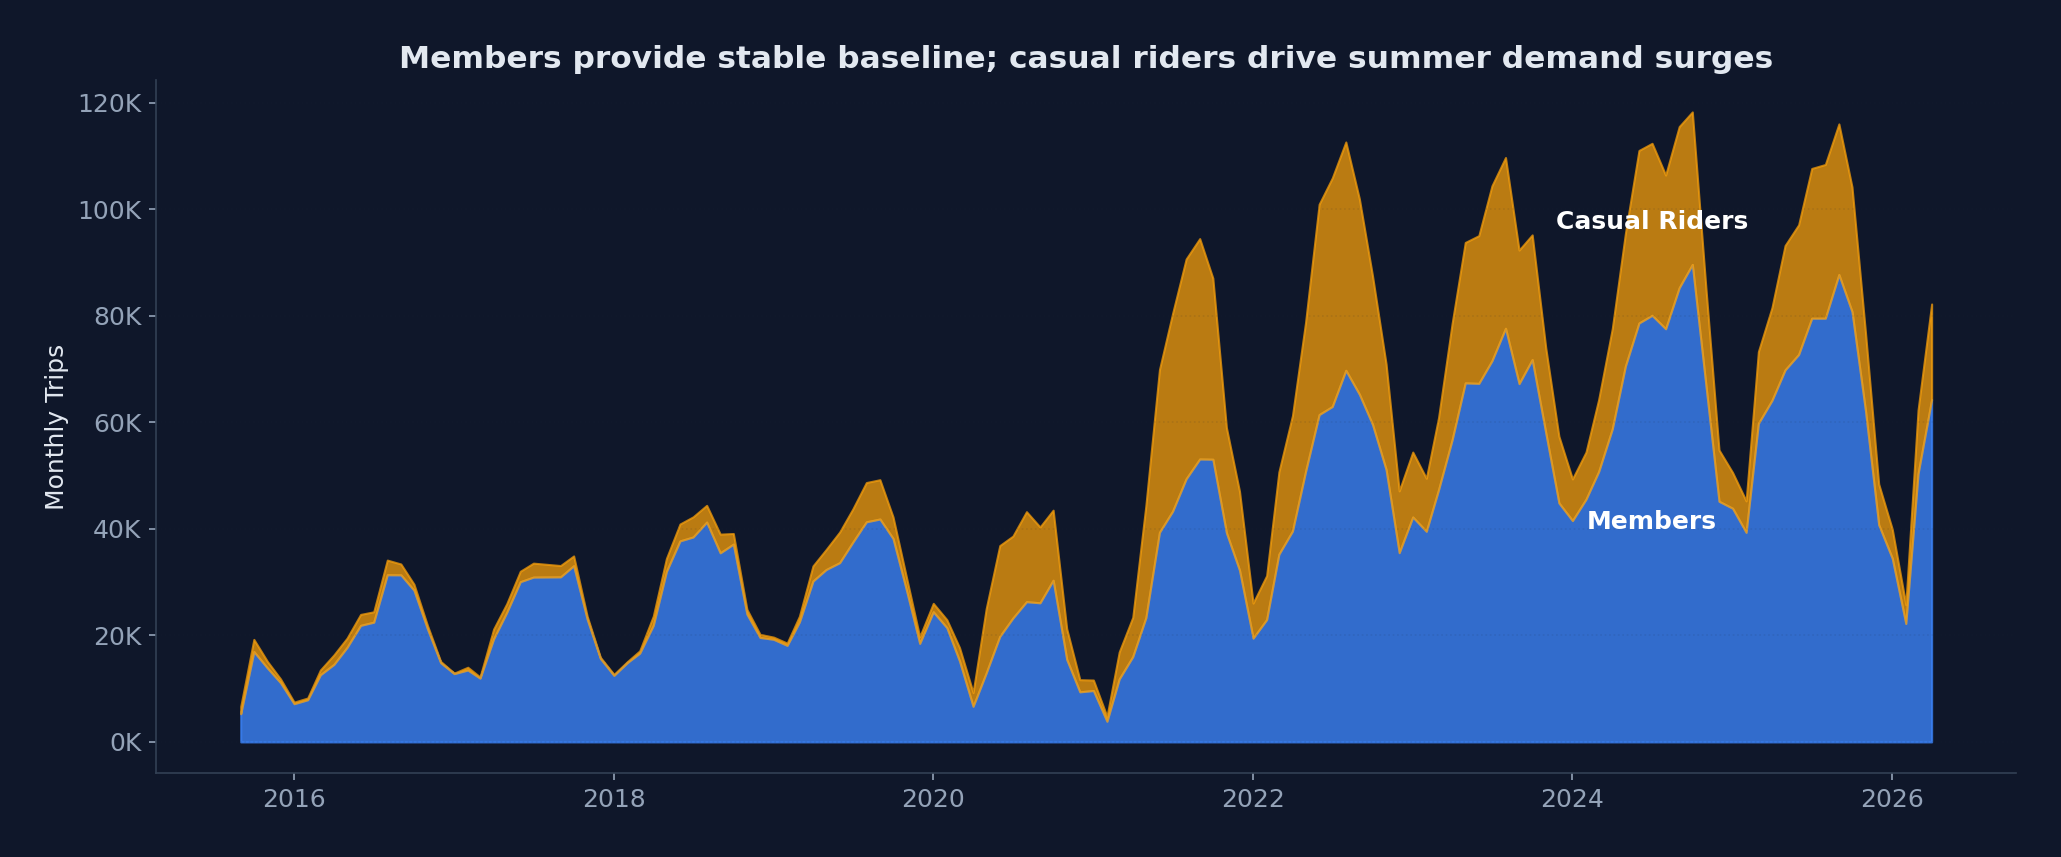 Members provide stable baseline; casual riders drive summer demand surges
120K
100K
80K
60K
40K
20K
0K
Monthly Trips
Casual Riders
Members
2016
2018
2020
2022
2024
2026